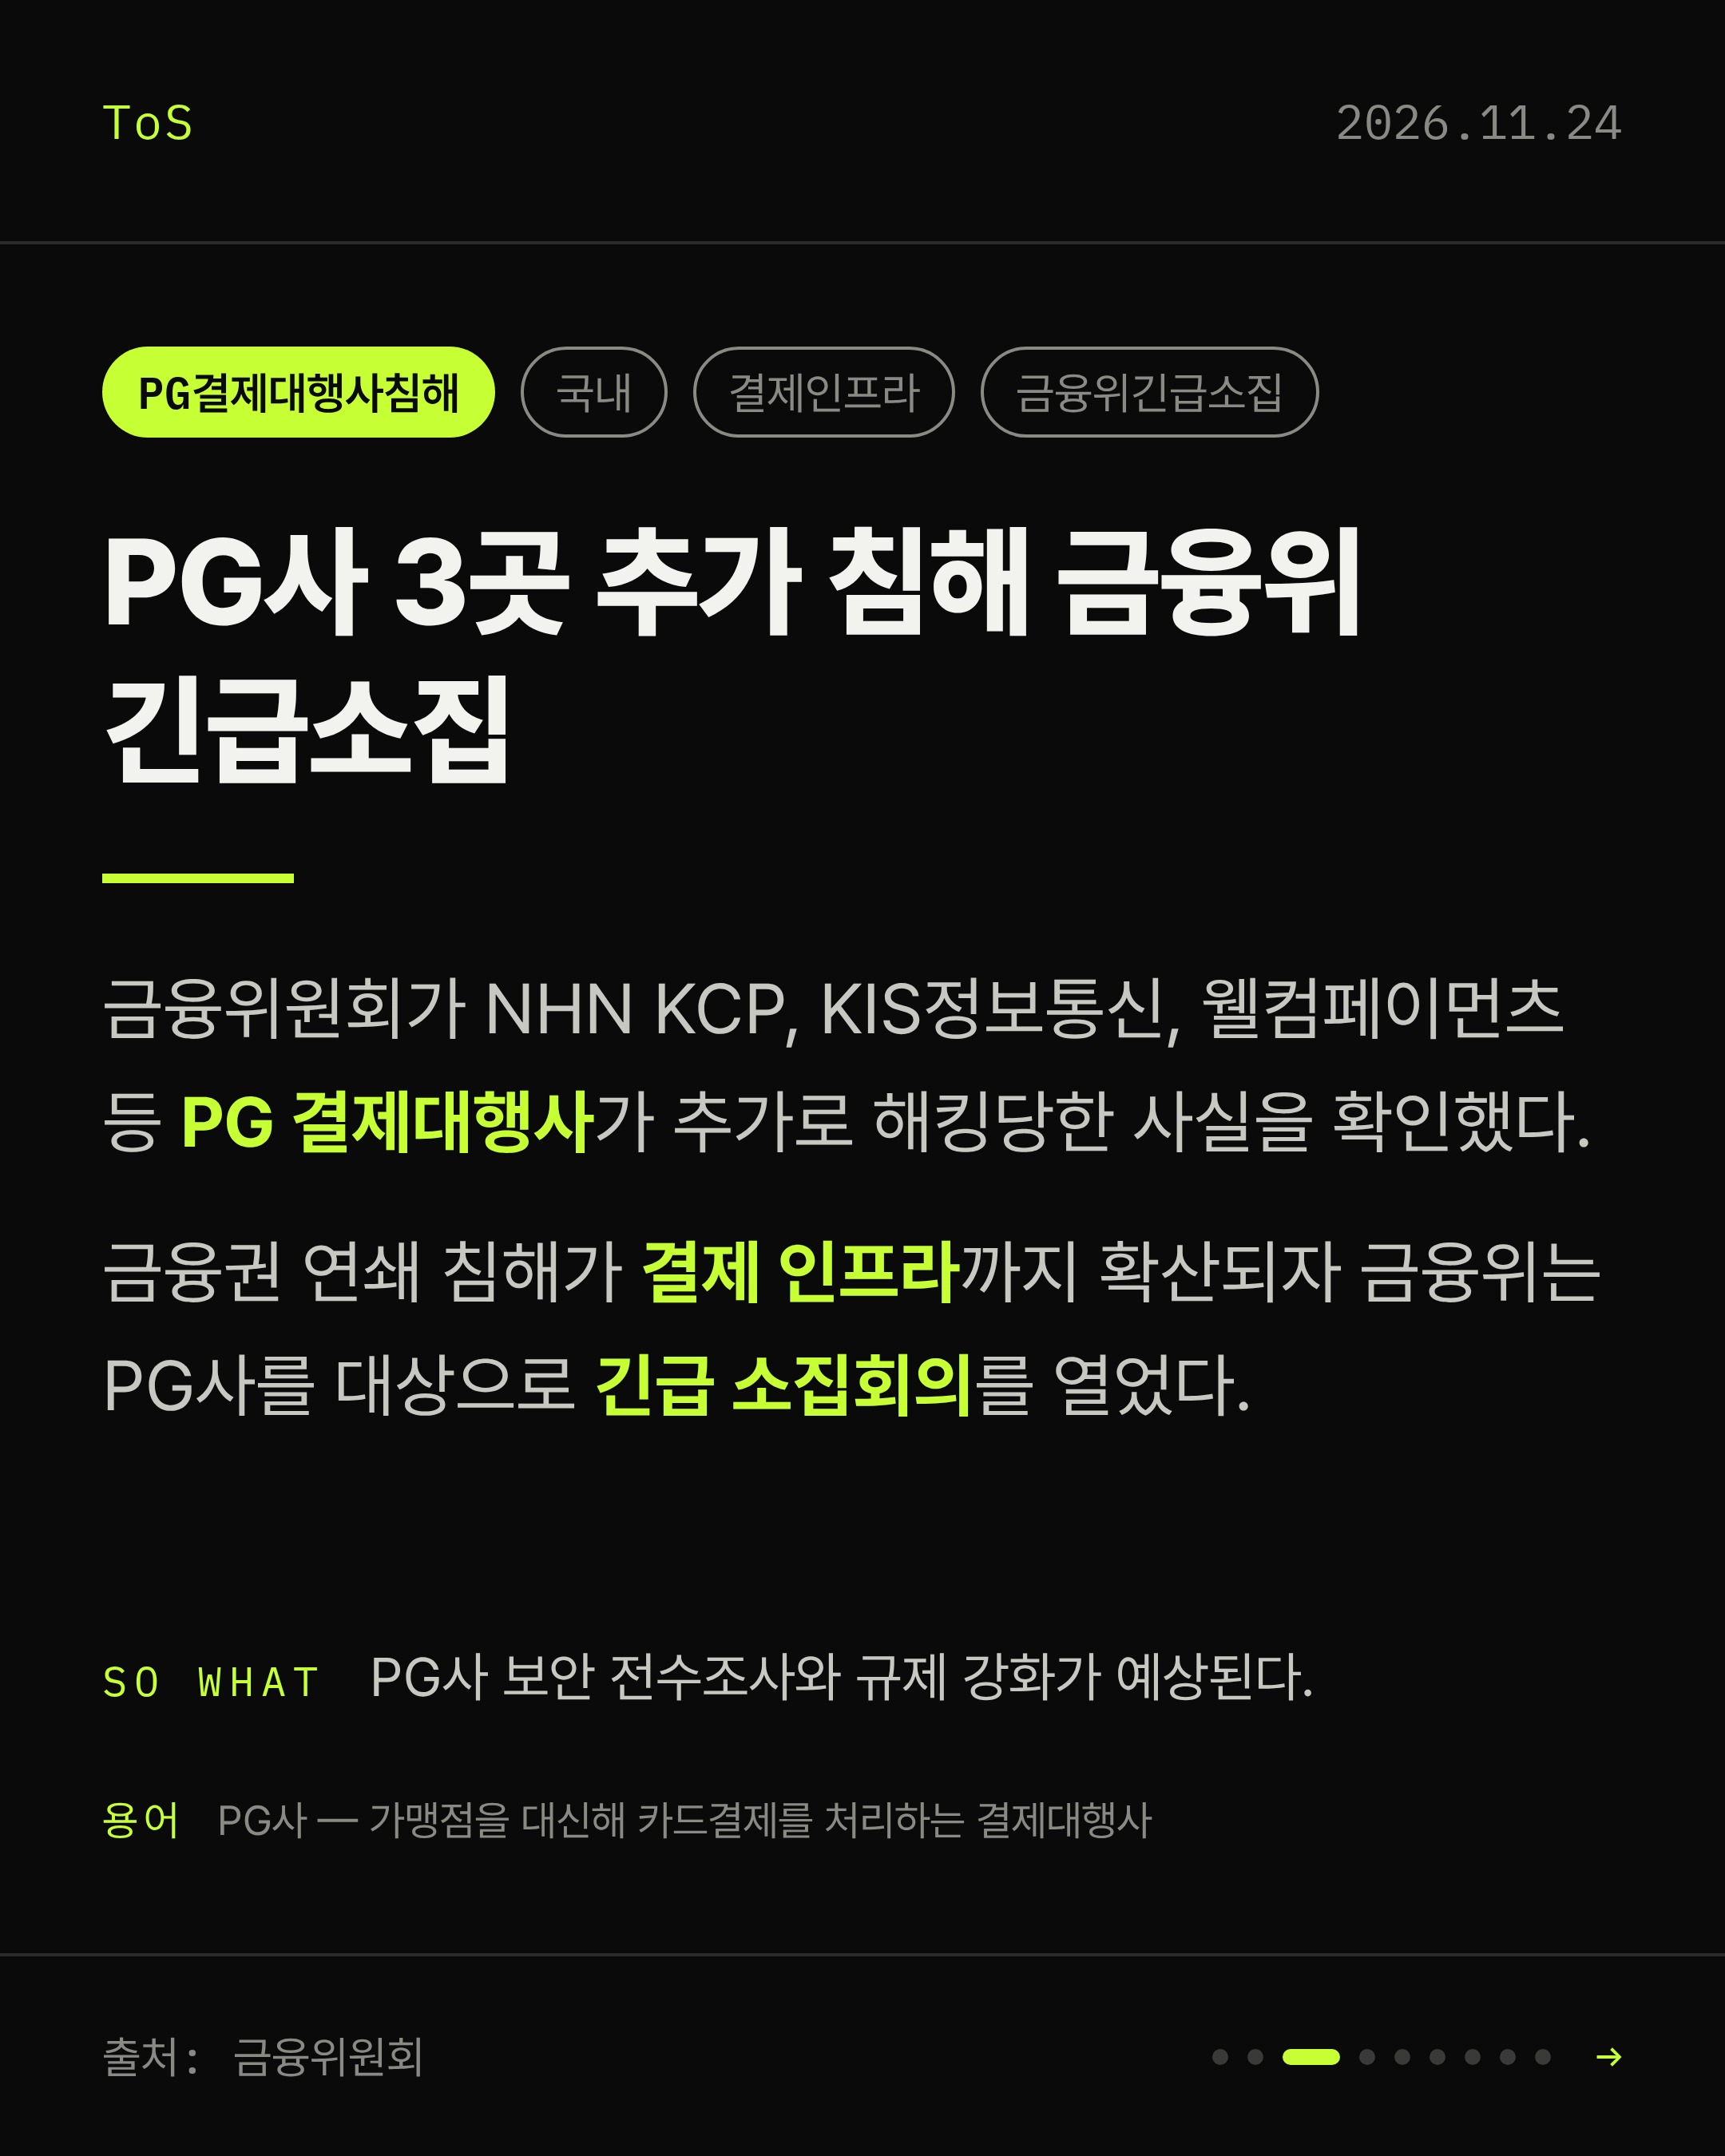 ToS
2026.11.24
PG결제대행사침해 국내 결제인프라 금융위긴급소집
PG사 3곳 추가 침해 금융위
긴급소집
금융위원회가 NHN KCP, KIS정보통신, 웰컴페이먼츠
등 PG 결제대행사가 추가로 해킹당한 사실을 확인했다.
금융권 연쇄 침해가 결제 인프라까지 확산되자 금융위는
PG사를 대상으로 긴급 소집회의를 열었다.
SO WHAT PG사 보안 전수조사와 규제 강화가 예상된다.
용어 PG사 — 가맹점을 대신해 카드결제를 처리하는 결제대행사
출처: 금융위원회
→